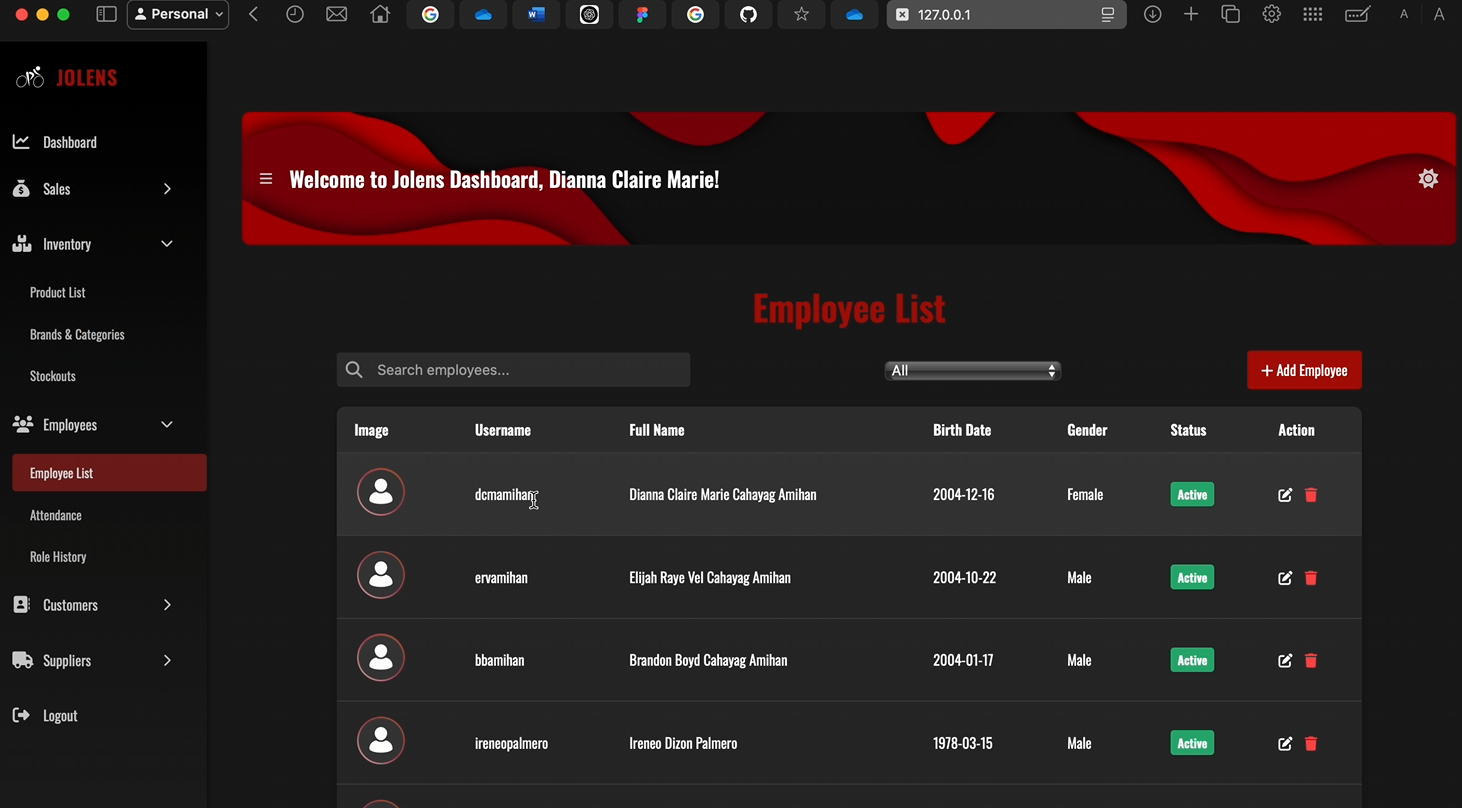 Personal
127.0.0.1
A
A
JOLENS
Dashboard
Sales
Inventory
Product List
Brands & Categories
Stockouts
Employees
Employee List
Attendance
Role History
Customers
Suppliers
Logout
Welcome to Jolens Dashboard, Dianna Claire Marie!
Employee List
Search employees...
All
+ Add Employee
Image Username Full Name Birth Date Gender Status Action
dcmamihan Dianna Claire Marie Cahayag Amihan 2004-12-16 Female Active
ervamihan Elijah Raye Vel Cahayag Amihan 2004-10-22 Male Active
bbamihan Brandon Boyd Cahayag Amihan 2004-01-17 Male Active
ireneopalmero Ireneo Dizon Palmero 1978-03-15 Male Active